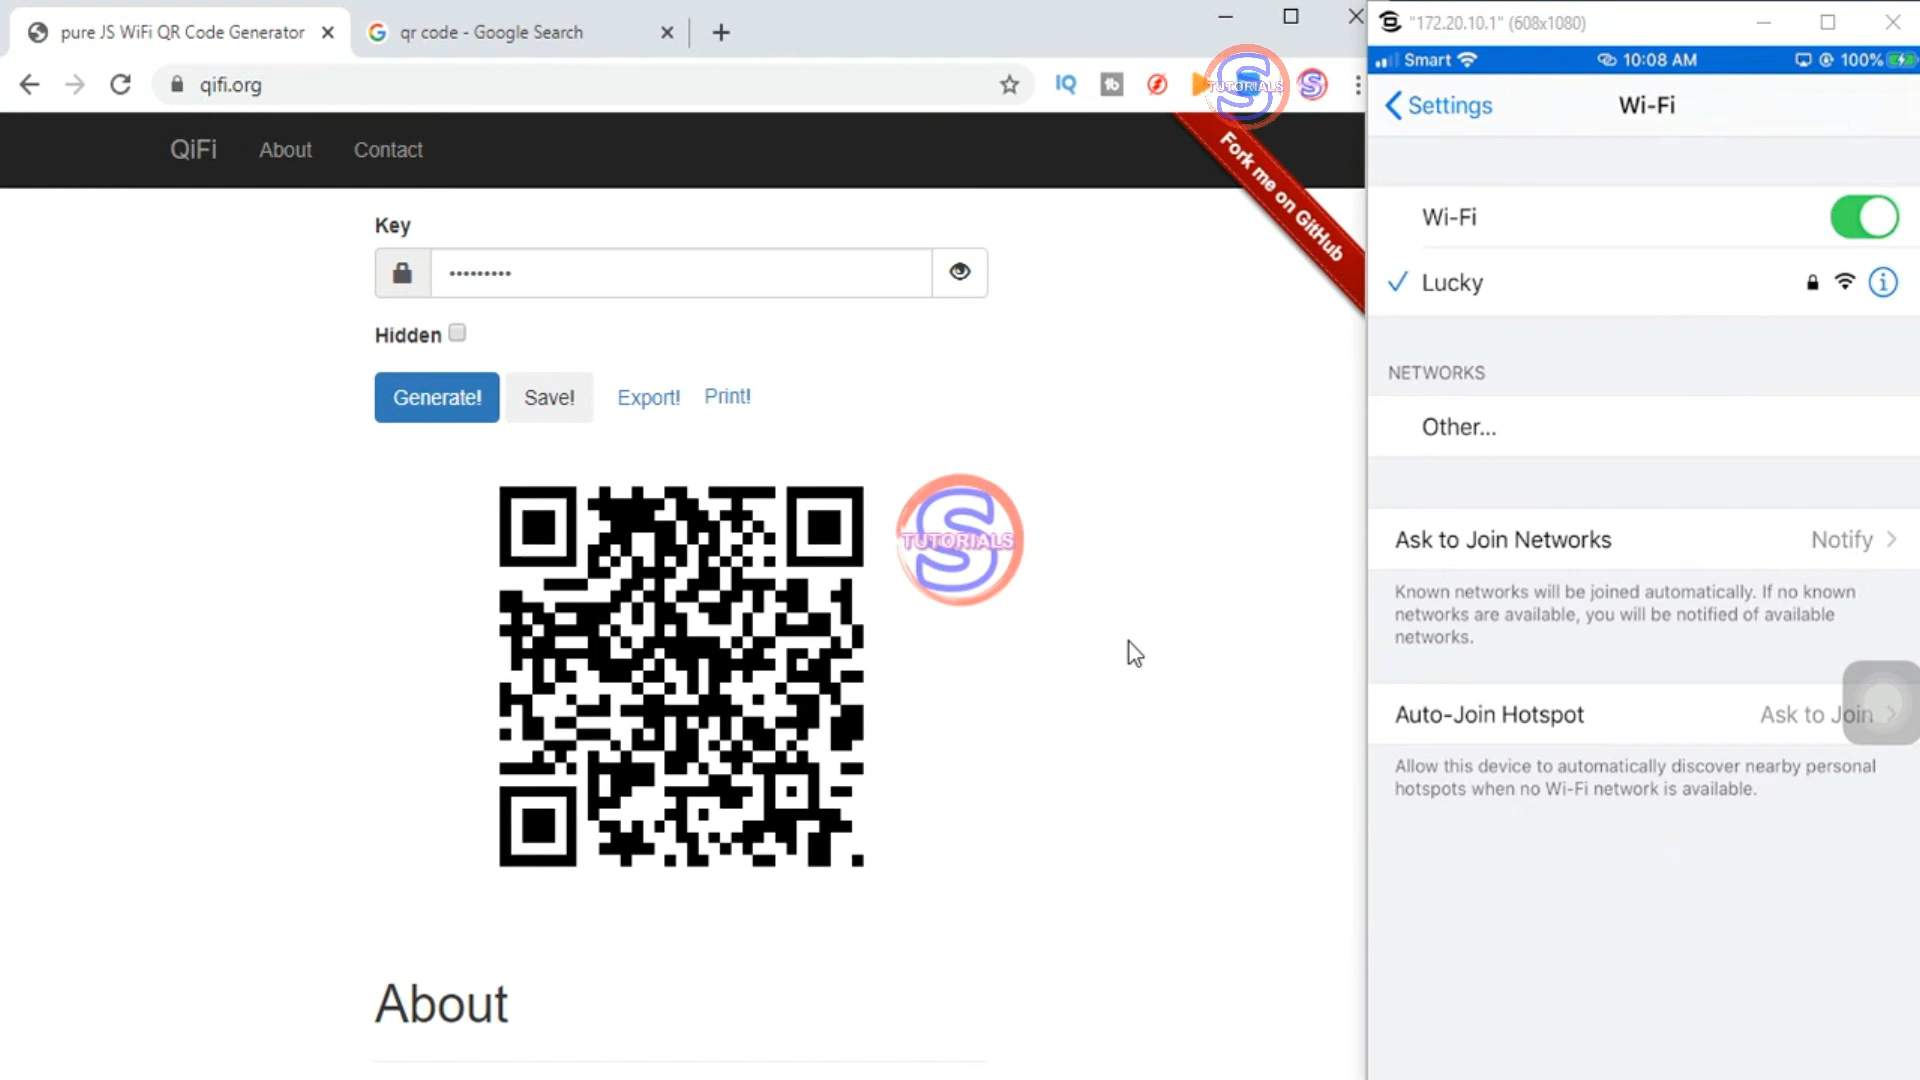 pure JS WiFi QR Code Generator
qr code - Google Search
qifi.org
IQ
tb
TUTORIALS
QiFi
About
Contact
Fork me on GitHub
Key
•••••••••
Hidden
Generate!
Save!
Export!
Print!
S
TUTORIALS
About
"172.20.10.1" (608x1080)
Smart
10:08 AM
100%
Settings
Wi-Fi
Wi-Fi
Lucky
NETWORKS
Other...
Ask to Join Networks
Notify
Known networks will be joined automatically. If no known
networks are available, you will be notified of available
networks.
Auto-Join Hotspot
Ask to Join
Allow this device to automatically discover nearby personal
hotspots when no Wi-Fi network is available.